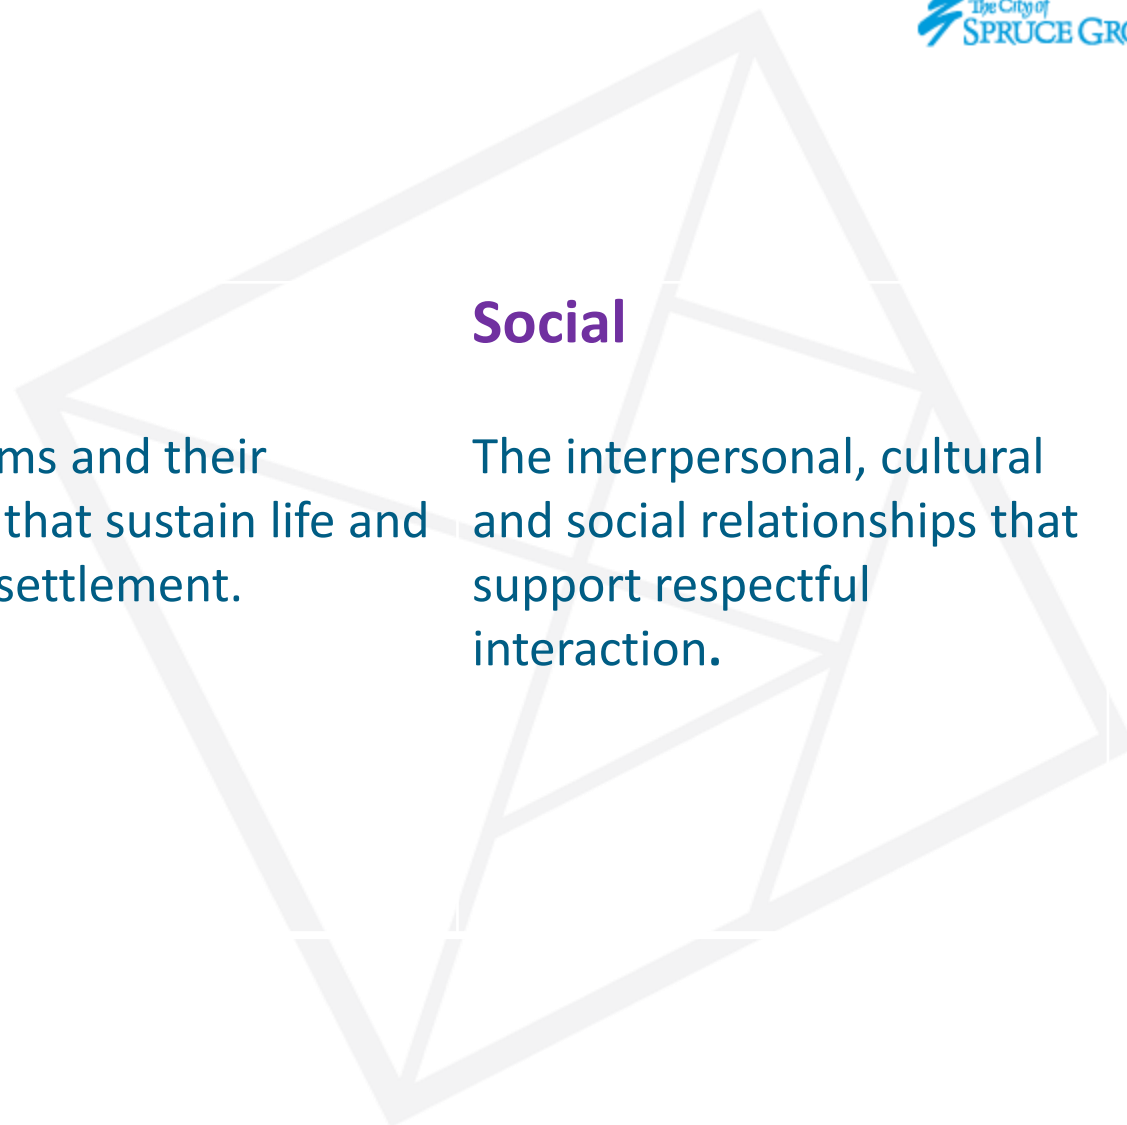 The City of
SPRUCE GRO
Social
ms and their
that sustain life and
settlement.
The interpersonal, cultural
and social relationships that
support respectful
interaction.